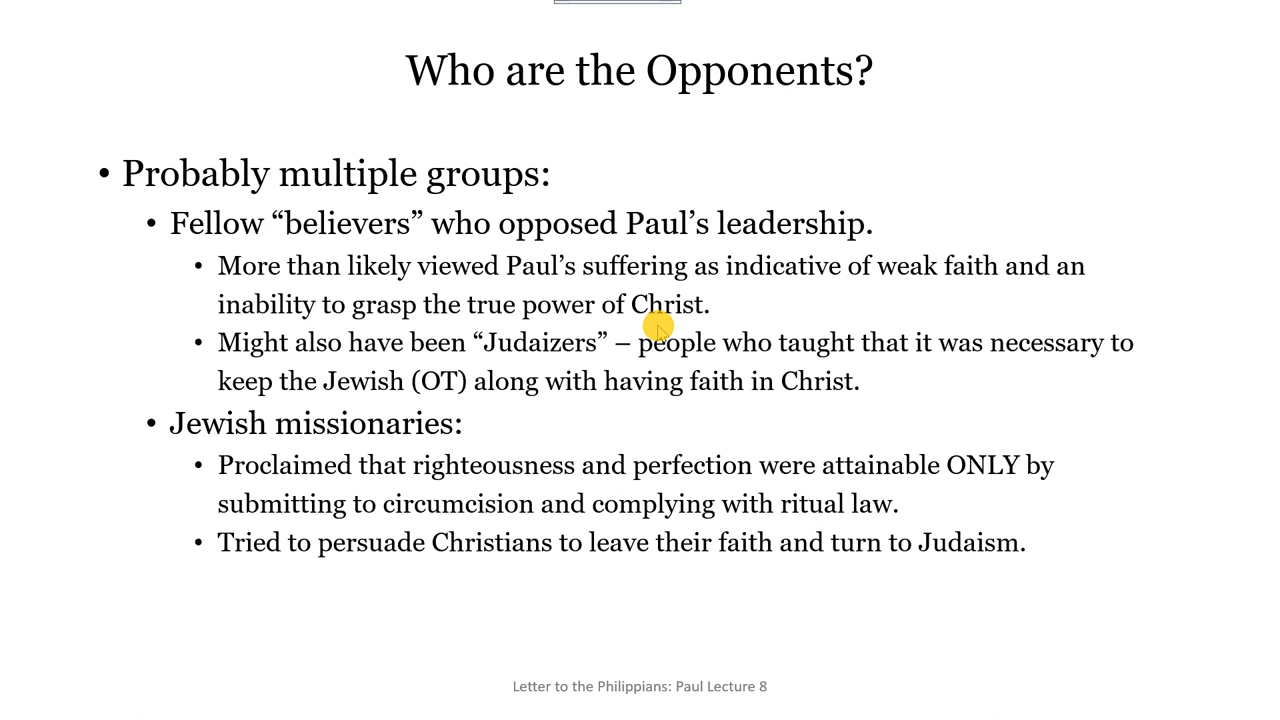 Who are the Opponents?
• Probably multiple groups:
• Fellow “believers” who opposed Paul’s leadership.
• More than likely viewed Paul’s suffering as indicative of weak faith and an
inability to grasp the true power of Christ.
• Might also have been “Judaizers” – people who taught that it was necessary to
keep the Jewish (OT) along with having faith in Christ.
• Jewish missionaries:
• Proclaimed that righteousness and perfection were attainable ONLY by
submitting to circumcision and complying with ritual law.
• Tried to persuade Christians to leave their faith and turn to Judaism.
Letter to the Philippians: Paul Lecture 8